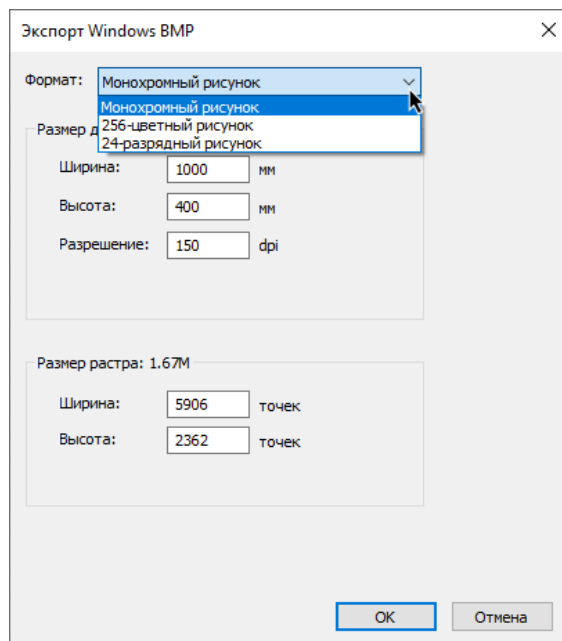 Экспорт Windows BMP
Формат: Монохромный рисунок
Монохромный рисунок
256-цветный рисунок
24-разрядный рисунок
Размер д
Ширина: 1000 мм
Высота: 400 мм
Разрешение: 150 dpi
Размер растра: 1.67M
Ширина: 5906 точек
Высота: 2362 точек
OK Отмена